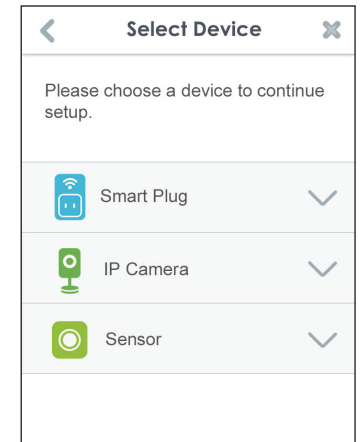 Select Device
Please choose a device to continue
setup.
Smart Plug
IP Camera
Sensor